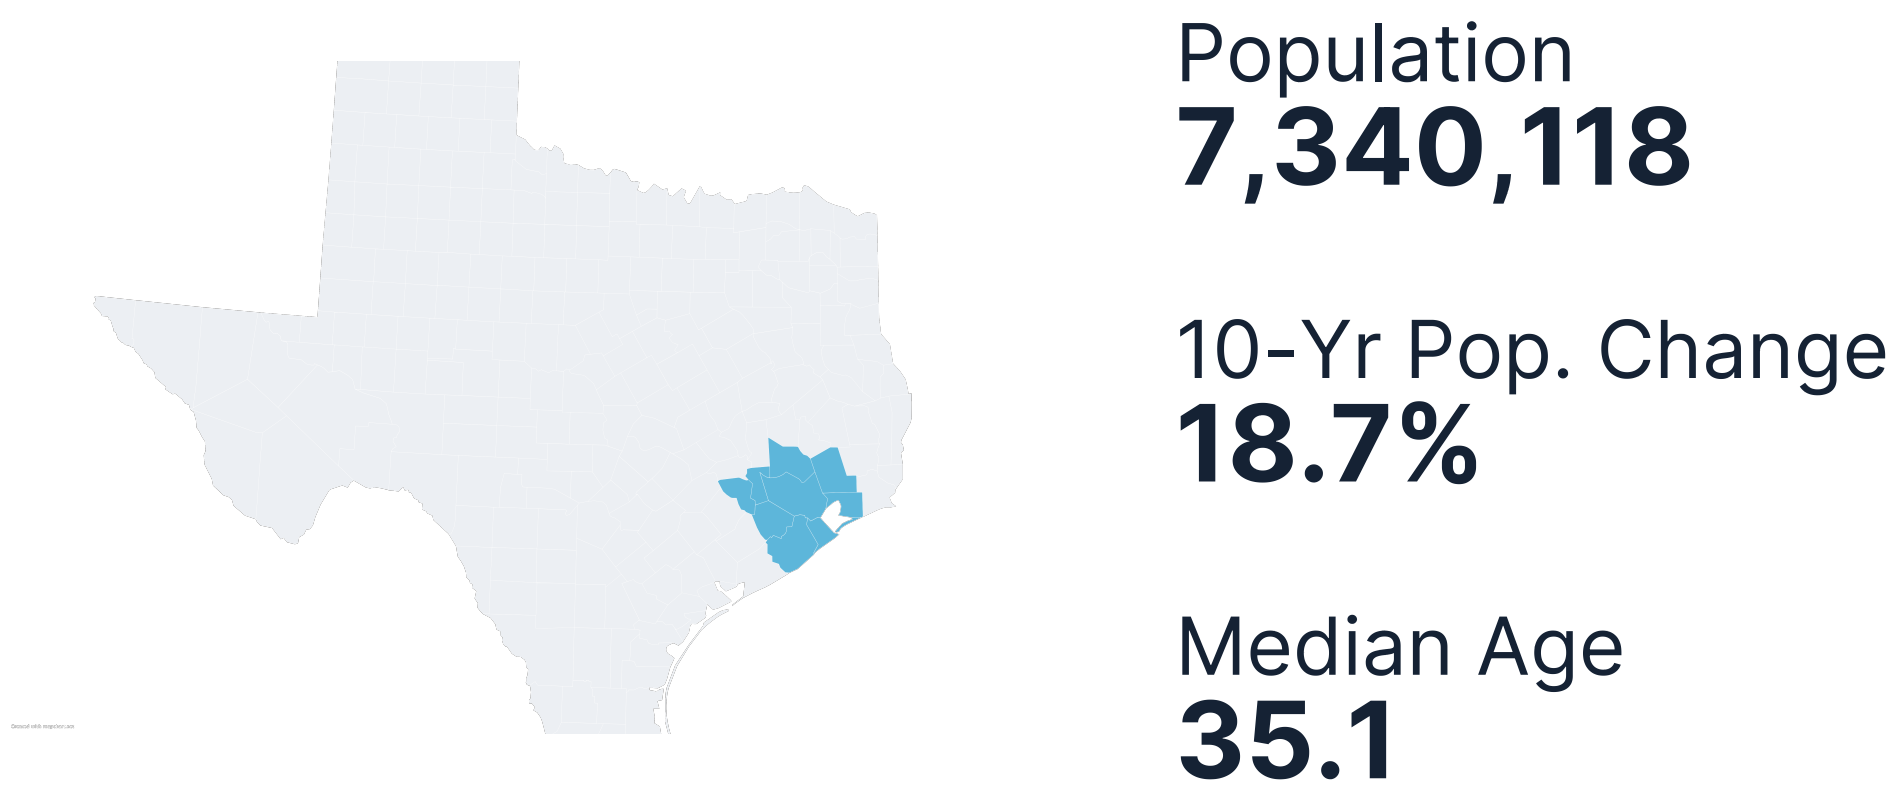 Population
7,340,118
10-Yr Pop. Change
18.7%
Median Age
35.1